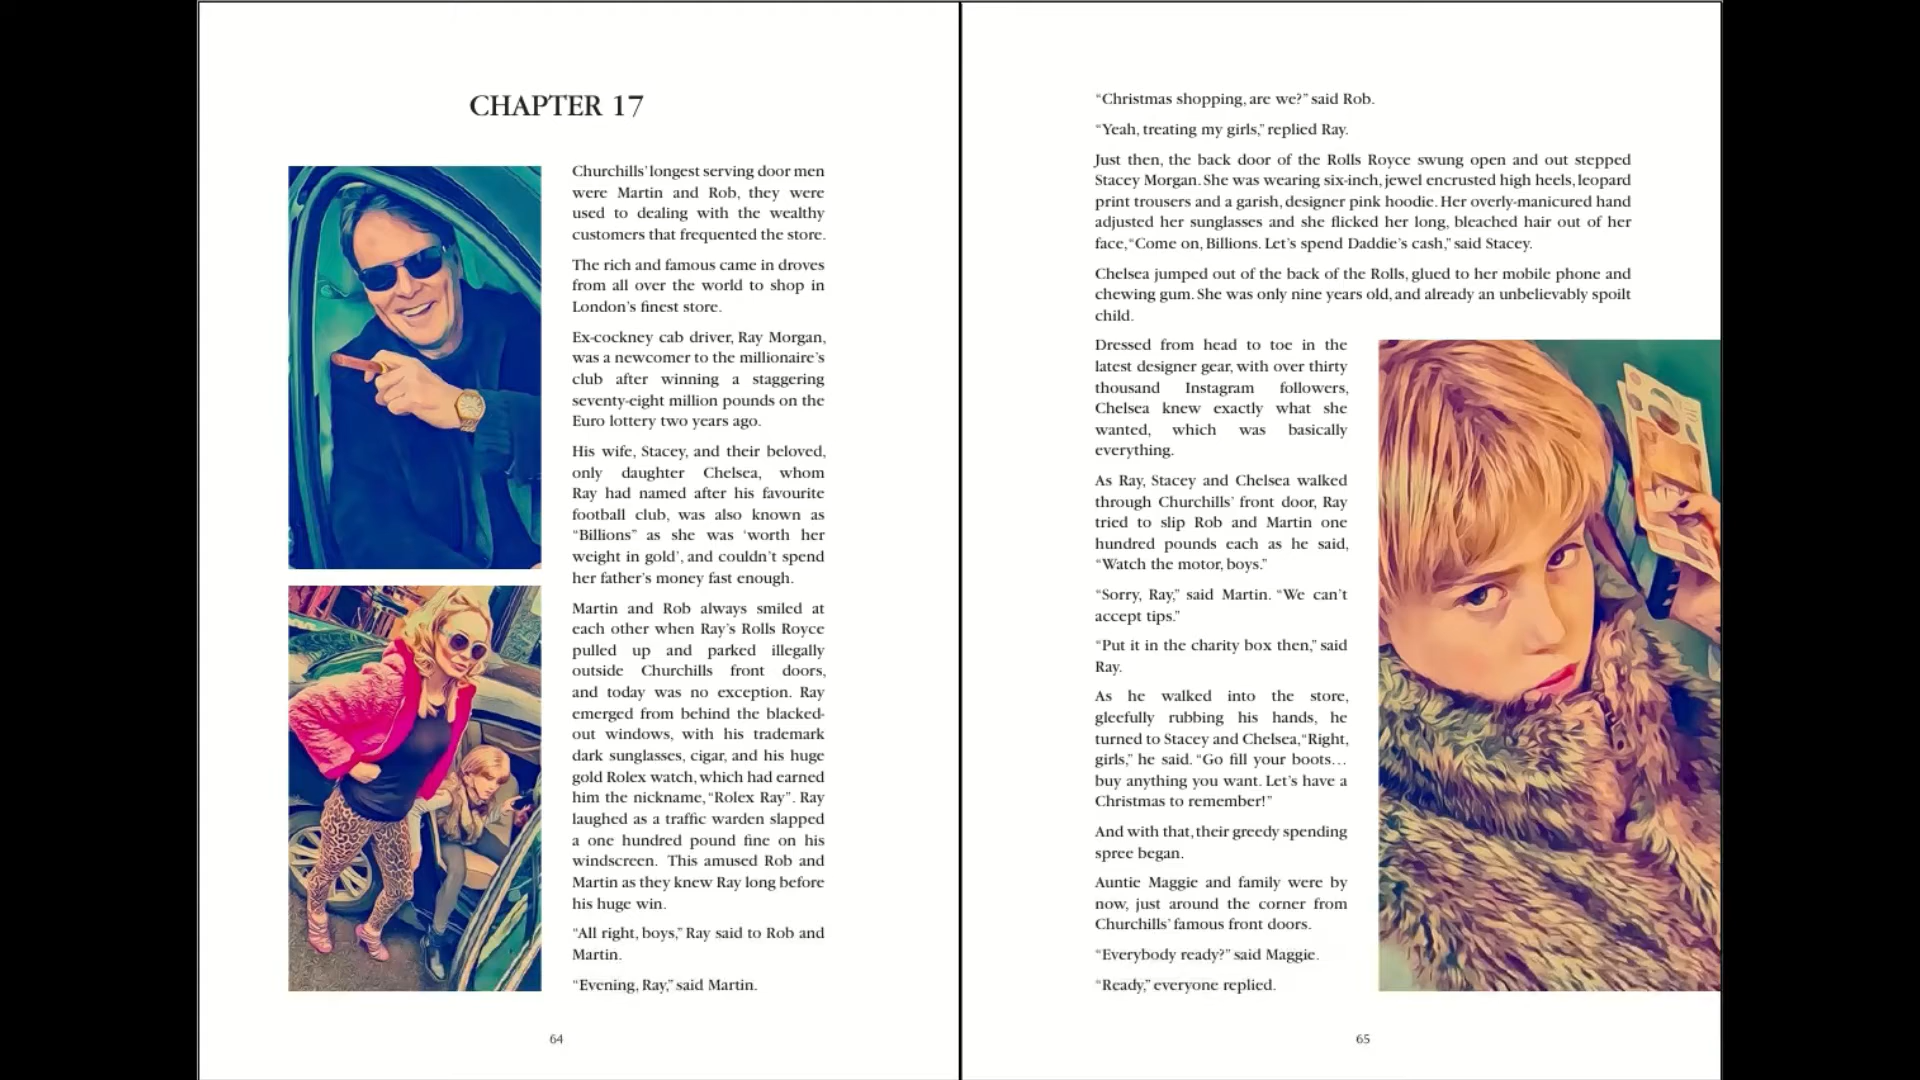 CHAPTER 17
Churchills’ longest serving door men
were Martin and Rob, they were
used to dealing with the wealthy
customers that frequented the store.
The rich and famous came in droves
from all over the world to shop in
London’s finest store.
Ex-cockney cab driver, Ray Morgan,
was a newcomer to the millionaire’s
club after winning a staggering
seventy-eight million pounds on the
Euro lottery two years ago.
His wife, Stacey, and their beloved,
only daughter Chelsea, whom
Ray had named after his favourite
football club, was also known as
“Billions” as she was ‘worth her
weight in gold’, and couldn’t spend
her father’s money fast enough.
Martin and Rob always smiled at
each other when Ray’s Rolls Royce
pulled up and parked illegally
outside Churchills front doors,
and today was no exception. Ray
emerged from behind the blacked-
out windows, with his trademark
dark sunglasses, cigar, and his huge
gold Rolex watch, which had earned
him the nickname, “Rolex Ray”. Ray
laughed as a traffic warden slapped
a one hundred pound fine on his
windscreen. This amused Rob and
Martin as they knew Ray long before
his huge win.
“All right, boys,” Ray said to Rob and
Martin.
“Evening, Ray,” said Martin.
64
“Christmas shopping, are we?” said Rob.
“Yeah, treating my girls,” replied Ray.
Just then, the back door of the Rolls Royce swung open and out stepped
Stacey Morgan. She was wearing six-inch, jewel encrusted high heels, leopard
print trousers and a garish, designer pink hoodie. Her overly-manicured hand
adjusted her sunglasses and she flicked her long, bleached hair out of her
face, “Come on, Billions. Let’s spend Daddie’s cash,” said Stacey.
Chelsea jumped out of the back of the Rolls, glued to her mobile phone and
chewing gum. She was only nine years old, and already an unbelievably spoilt
child.
Dressed from head to toe in the
latest designer gear, with over thirty
thousand Instagram followers,
Chelsea knew exactly what she
wanted, which was basically
everything.
As Ray, Stacey and Chelsea walked
through Churchills’ front door, Ray
tried to slip Rob and Martin one
hundred pounds each as he said,
“Watch the motor, boys.”
“Sorry, Ray,” said Martin. “We can’t
accept tips.”
“Put it in the charity box then,” said
Ray.
As he walked into the store,
gleefully rubbing his hands, he
turned to Stacey and Chelsea, “Right,
girls,” he said. “Go fill your boots…
buy anything you want. Let’s have a
Christmas to remember!”
And with that, their greedy spending
spree began.
Auntie Maggie and family were by
now, just around the corner from
Churchills’ famous front doors.
“Everybody ready?” said Maggie.
“Ready,” everyone replied.
65